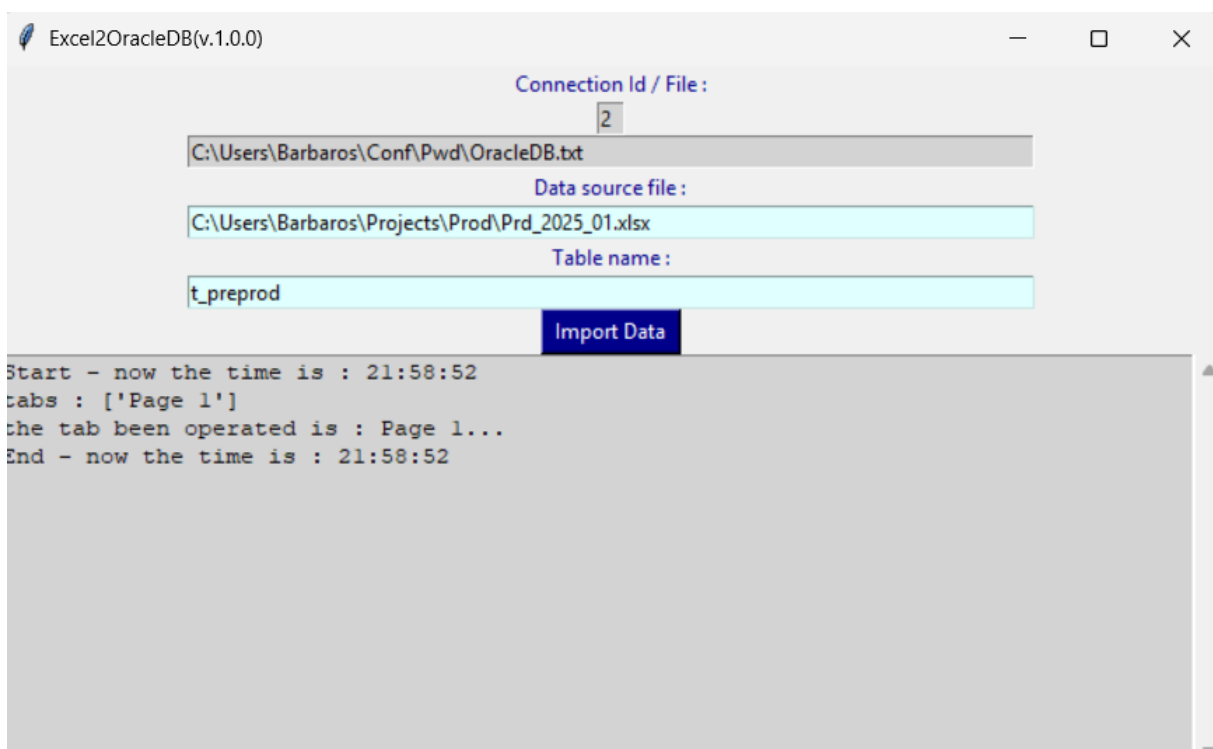 Excel2OracleDB(v.1.0.0)
Connection Id / File :
2
C:\Users\Barbaros\Conf\Pwd\OracleDB.txt
Data source file :
C:\Users\Barbaros\Projects\Prod\Prd_2025_01.xlsx
Table name :
t_preprod
Import Data
Start - now the time is : 21:58:52
tabs : ['Page 1']
the tab been operated is : Page 1...
End - now the time is : 21:58:52